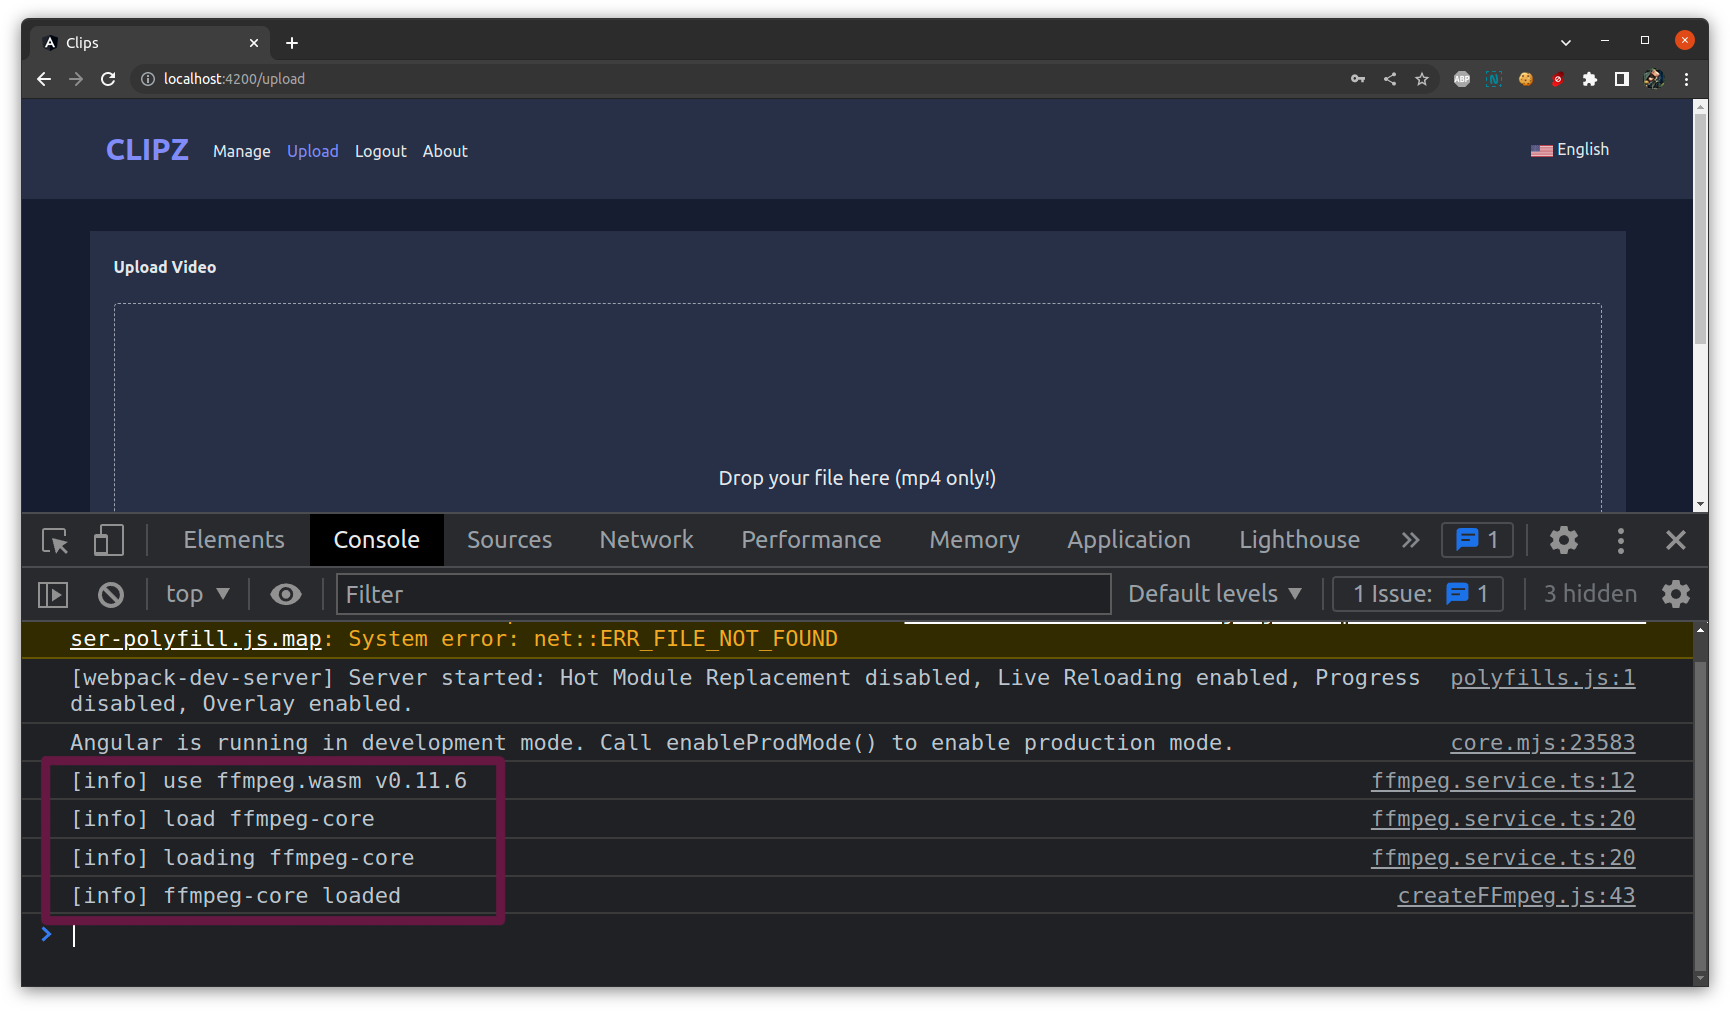 Clips
localhost:4200/upload
ABP
N
CLIPZ Manage Upload Logout About English
Upload Video
Drop your file here (mp4 only!)
Elements Console Sources Network Performance Memory Application Lighthouse 1
top Filter Default levels 1 Issue: 1 3 hidden
ser-polyfill.js.map: System error: net::ERR_FILE_NOT_FOUND
[webpack-dev-server] Server started: Hot Module Replacement disabled, Live Reloading enabled, Progress polyfills.js:1
disabled, Overlay enabled.
Angular is running in development mode. Call enableProdMode() to enable production mode. core.mjs:23583
[info] use ffmpeg.wasm v0.11.6 ffmpeg.service.ts:12
[info] load ffmpeg-core ffmpeg.service.ts:20
[info] loading ffmpeg-core ffmpeg.service.ts:20
[info] ffmpeg-core loaded createFFmpeg.js:43